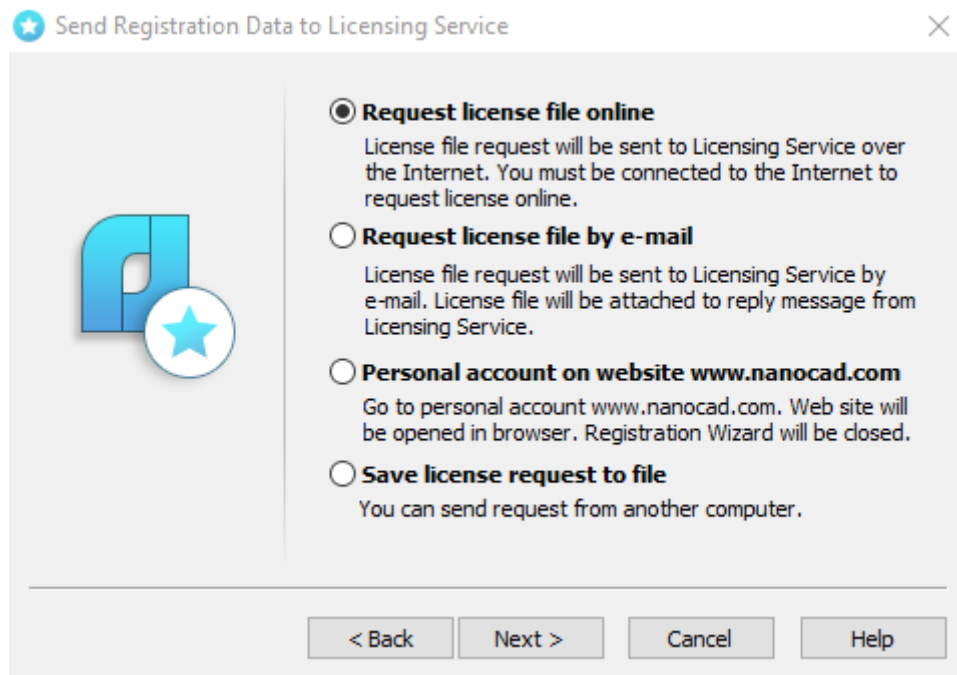 Send Registration Data to Licensing Service
Request license file online
License file request will be sent to Licensing Service over
the Internet. You must be connected to the Internet to
request license online.
Request license file by e-mail
License file request will be sent to Licensing Service by
e-mail. License file will be attached to reply message from
Licensing Service.
Personal account on website www.nanocad.com
Go to personal account www.nanocad.com. Web site will
be opened in browser. Registration Wizard will be closed.
Save license request to file
You can send request from another computer.
< Back Next > Cancel Help